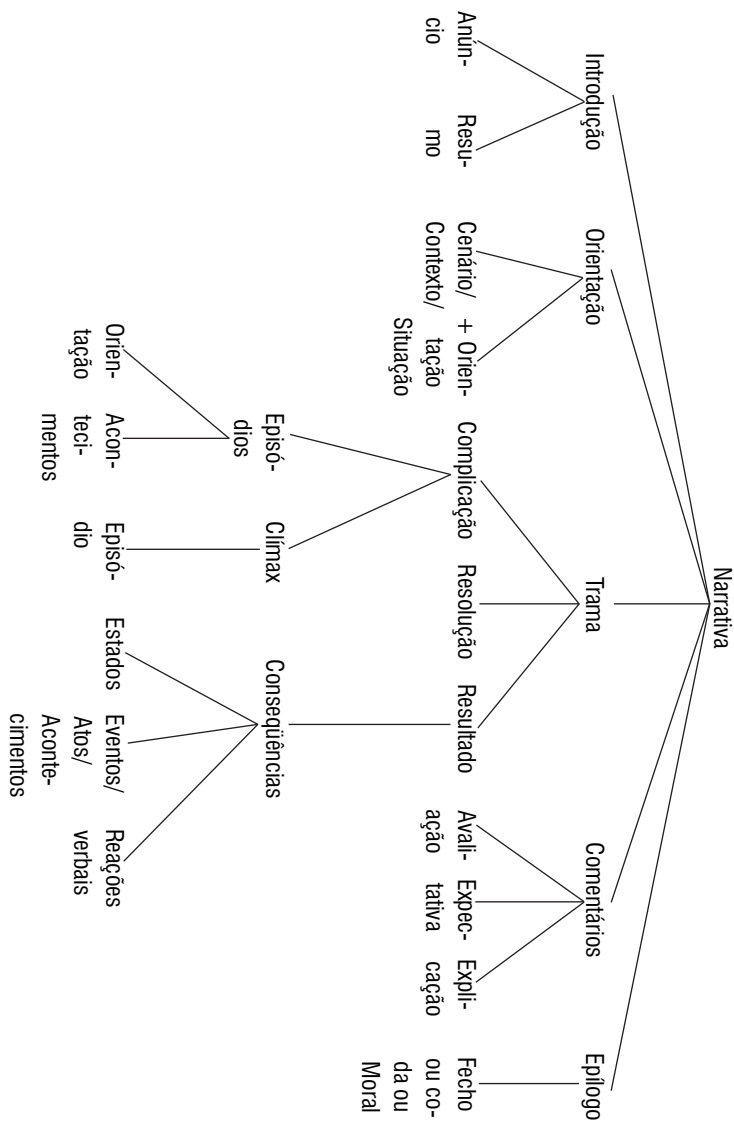 Narrativa
Introdução
Orientação
Trama
Comentários
Epílogo
Anún-
cio
Resu-
mo
Cenário/
Contexto/
+ Orien-
tação
Situação
Complicação
Resolução
Resultado
Avali-
ação
Expec-
tativa
Expli-
cação
Fecho
ou co-
da ou
Moral
Episó-
dios
Clímax
Conseqüências
Orien-
tação
Acon-
teci-
mentos
Episó-
dio
Estados
Eventos/
Atos/
Aconte-
cimentos
Reações
verbais